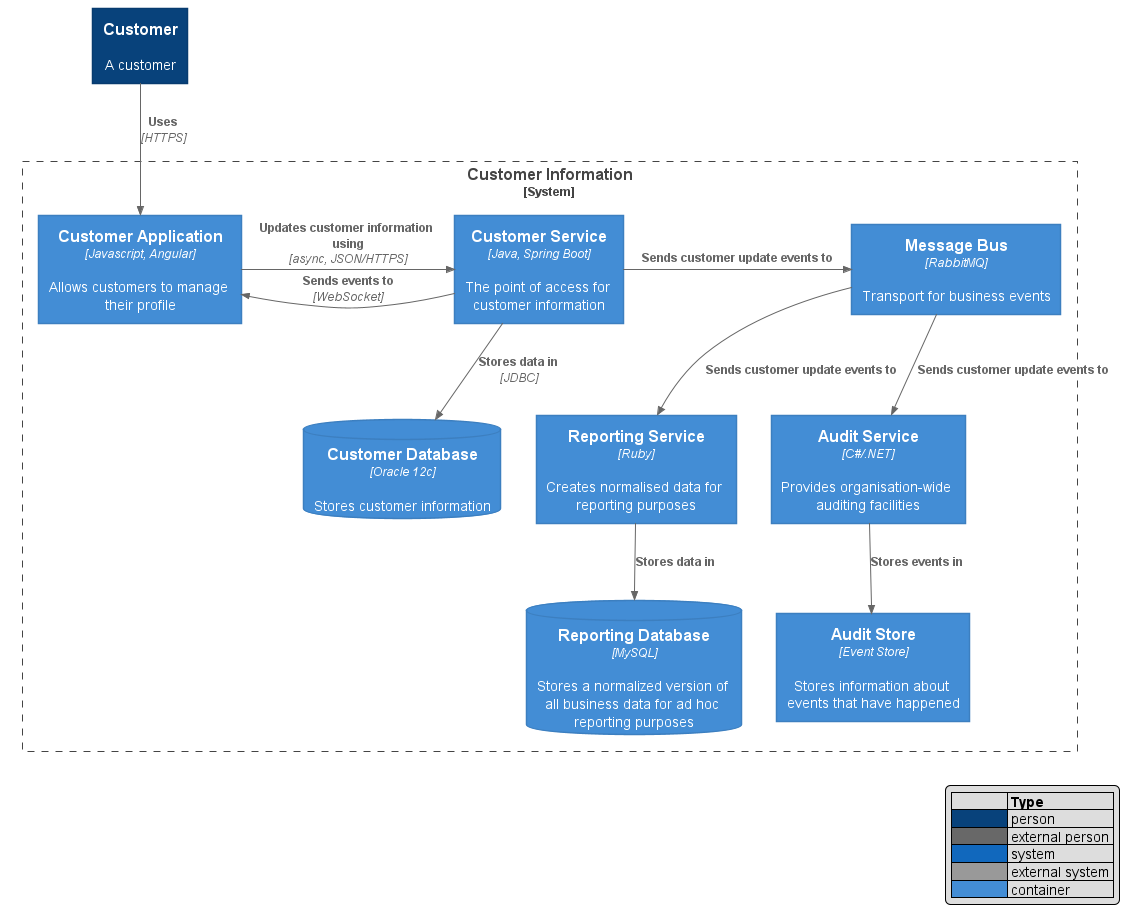 Customer
A customer
Uses
[HTTPS]
Customer Information
[System]
Customer Application
[Javascript, Angular]
Allows customers to manage
their profile
Updates customer information
using
[async, JSON/HTTPS]
Sends events to
[WebSocket]
Customer Service
[Java, Spring Boot]
The point of access for
customer information
Sends customer update events to
Message Bus
[RabbitMQ]
Transport for business events
Stores data in
[JDBC]
Sends customer update events to
Sends customer update events to
Customer Database
[Oracle 12c]
Stores customer information
Reporting Service
[Ruby]
Creates normalised data for
reporting purposes
Audit Service
[C#/.NET]
Provides organisation-wide
auditing facilities
Stores data in
Stores events in
Reporting Database
[MySQL]
Stores a normalized version of
all business data for ad hoc
reporting purposes
Audit Store
[Event Store]
Stores information about
events that have happened
Type
person
external person
system
external system
container